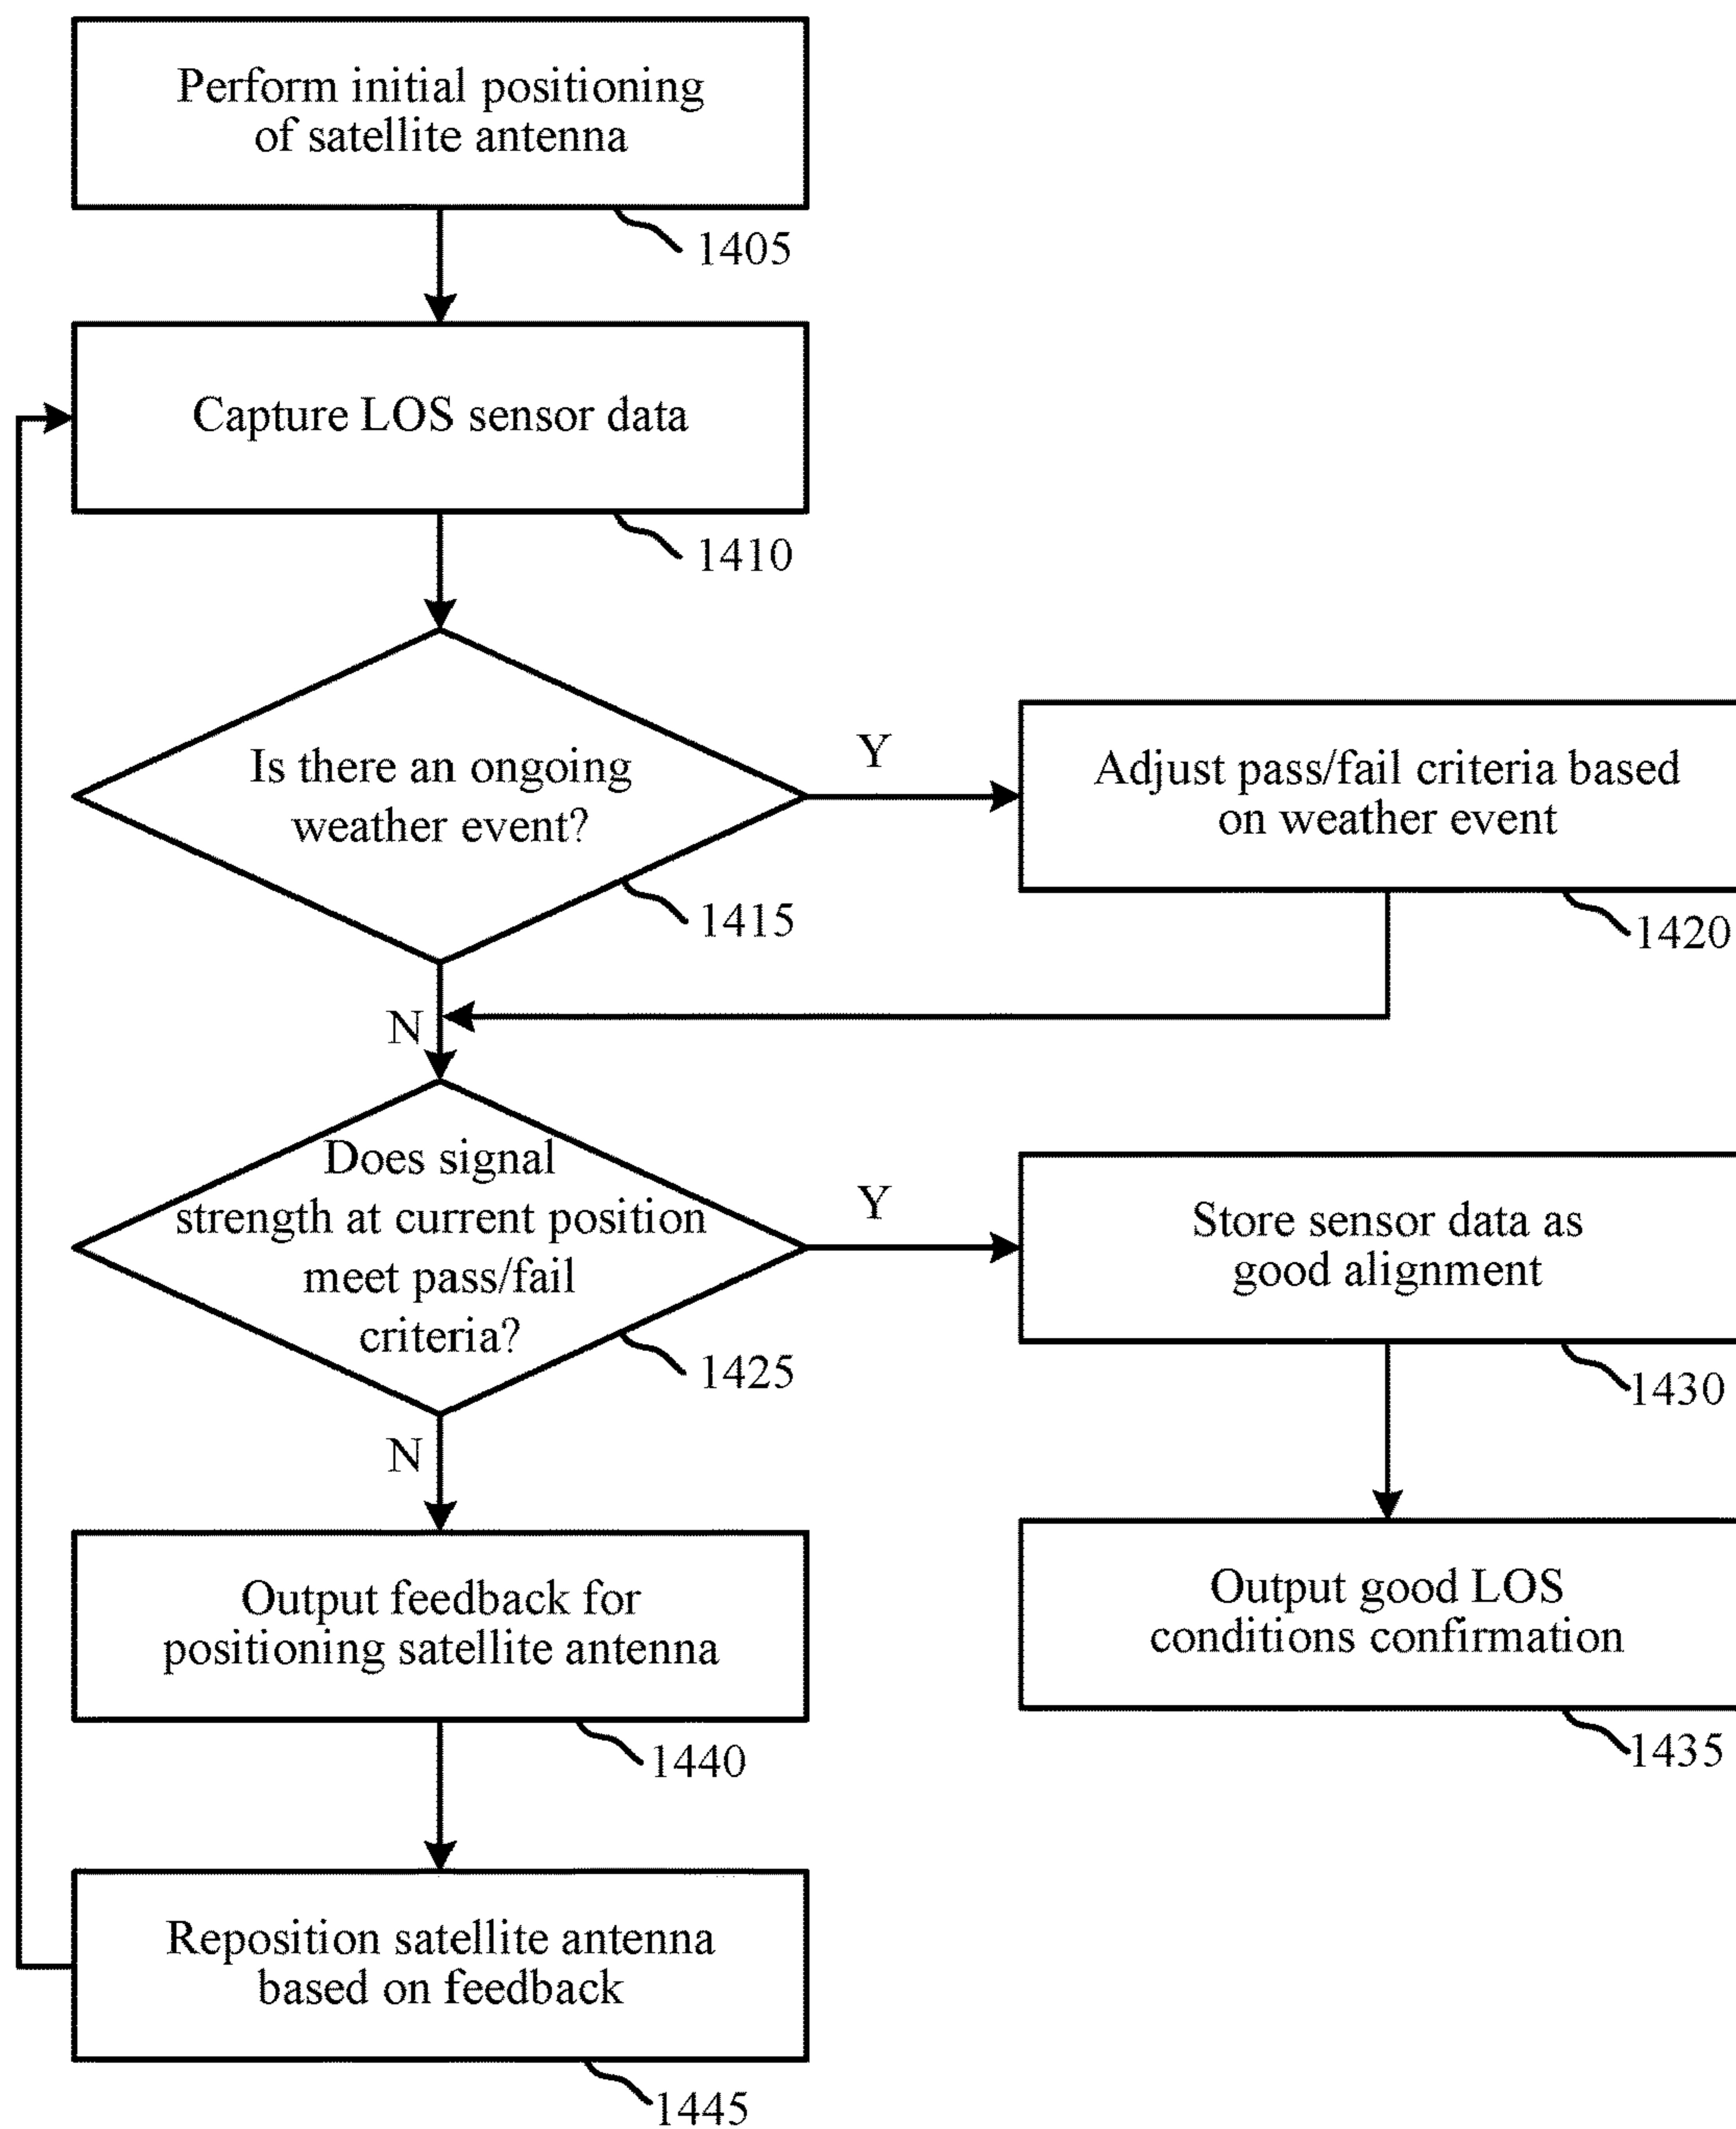 Perform initial positioning
of satellite antenna
1405
Capture LOS sensor data
1410
Is there an ongoing
weather event?
1415
Y
Adjust pass/fail criteria based
on weather event
1420
N
Does signal
strength at current position
meet pass/fail
criteria?
1425
Y
Store sensor data as
good alignment
1430
Output good LOS
conditions confirmation
1435
N
Output feedback for
positioning satellite antenna
1440
Reposition satellite antenna
based on feedback
1445